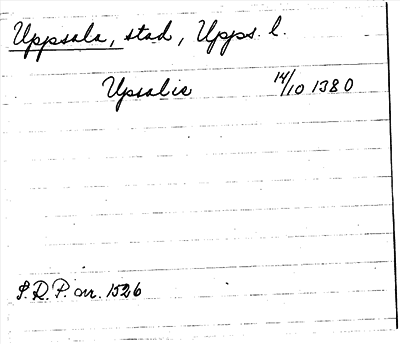 Uppsala, stad, Upps. l.
Upsalie 14/10 1380
S.R.P. nr. 1526